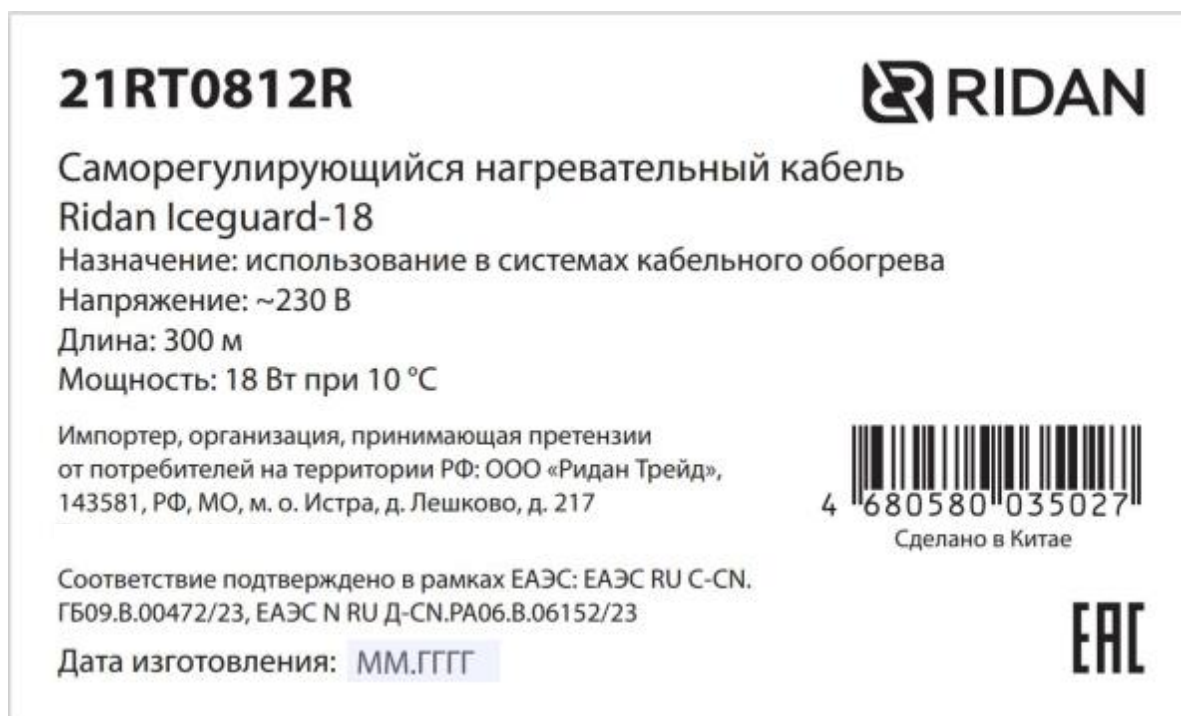 21RT0812R
RIDAN
Саморегулирующийся нагревательный кабель
Ridan Iceguard-18
Назначение: использование в системах кабельного обогрева
Напряжение: ~230 В
Длина: 300 м
Мощность: 18 Вт при 10 °C
Импортер, организация, принимающая претензии
от потребителей на территории РФ: ООО «Ридан Трейд»,
143581, РФ, МО, м. о. Истра, д. Лешково, д. 217
4 680580 035027
Сделано в Китае
Соответствие подтверждено в рамках ЕАЭС: ЕАЭС RU С-CN.
ГБ09.В.00472/23, ЕАЭС N RU Д-CN.РА06.В.06152/23
EAC
Дата изготовления: ММ.ГГГГ